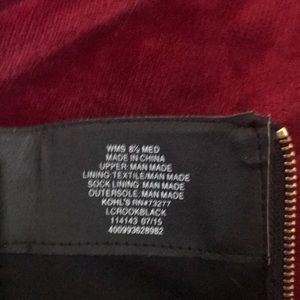 WMS 8½ MED
MADE IN CHINA
UPPER: MAN MADE
LINING:TEXTILE/MAN MADE
SOCK LINING: MAN MADE
OUTERSOLE: MAN MADE
KOHL'S RN#73277
LCROOKBLACK
114143 07/15
400993628982